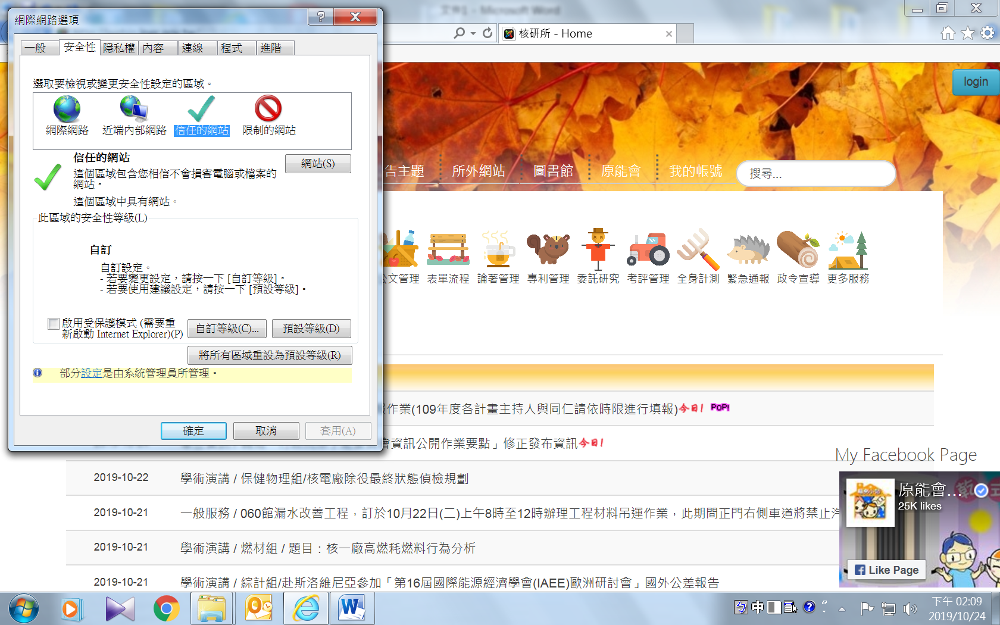 網際網路選項
一般 安全性 隱私權 內容 連線 程式 進階
選取要檢視或變更安全性設定的區域。
網際網路 近端內部網路 信任的網站 限制的網站
信任的網站
網站(S)
這個區域包含您相信不會損害電腦或檔案的
網站。
這個區域中具有網站。
此區域的安全性等級(L)
自訂
自訂設定。
- 若要變更設定，請按一下 [自訂等級]。
- 若要使用建議設定，請按一下 [預設等級]。
啟用受保護模式 (需要重
新啟動 Internet Explorer)(P)
自訂等級(C)... 預設等級(D)
將所有區域重設為預設等級(R)
部分設定是由系統管理員所管理。
確定 取消 套用(A)
文件1 - Microsoft Word
核研所 - Home
login
告主題 所外網站 圖書館 原能會 我的帳號 搜尋...
公文管理 表單流程 論著管理 專利管理 委託研究 考評管理 全身計測 緊急通報 政令宣導 更多服務
作業(109年度各計畫主持人與同仁請依時限進行填報)今日! POP!
會資訊公開作業要點」修正發布資訊今日!
2019-10-22 學術演講 / 保健物理組/核電廠除役最終狀態偵檢規劃
2019-10-21 一般服務 / 060館漏水改善工程，訂於10月22日(二)上午8時至12時辦理工程材料吊運作業，此期間正門右側車道將禁止
2019-10-21 學術演講 / 燃材組 / 題目：核一廠高燃耗燃料行為分析
2019-10-21 學術演講 / 綜計組/赴斯洛維尼亞參加「第16屆國際能源經濟學會(IAEE)歐洲研討會」國外公差報告
My Facebook Page
原能會...
25K likes
Like Page
中
下午 02:09
2019/10/24